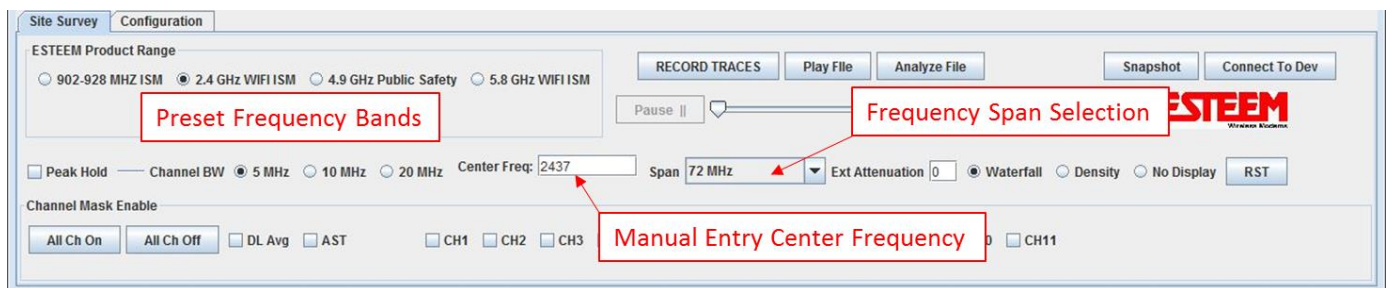 Site Survey Configuration
ESTEEM Product Range
902-928 MHZ ISM 2.4 GHz WIFI ISM 4.9 GHz Public Safety 5.8 GHz WIFI ISM
RECORD TRACES Play File Analyze File Snapshot Connect To Dev
Preset Frequency Bands
Pause ||
Frequency Span Selection
ESTEEM
Wireless Modems
Peak Hold Channel BW 5 MHz 10 MHz 20 MHz Center Freq: 2437 Span 72 MHz Ext Attenuation 0 Waterfall Density No Display RST
Channel Mask Enable
All Ch On All Ch Off DL Avg AST CH1 CH2 CH3 0 CH11
Manual Entry Center Frequency